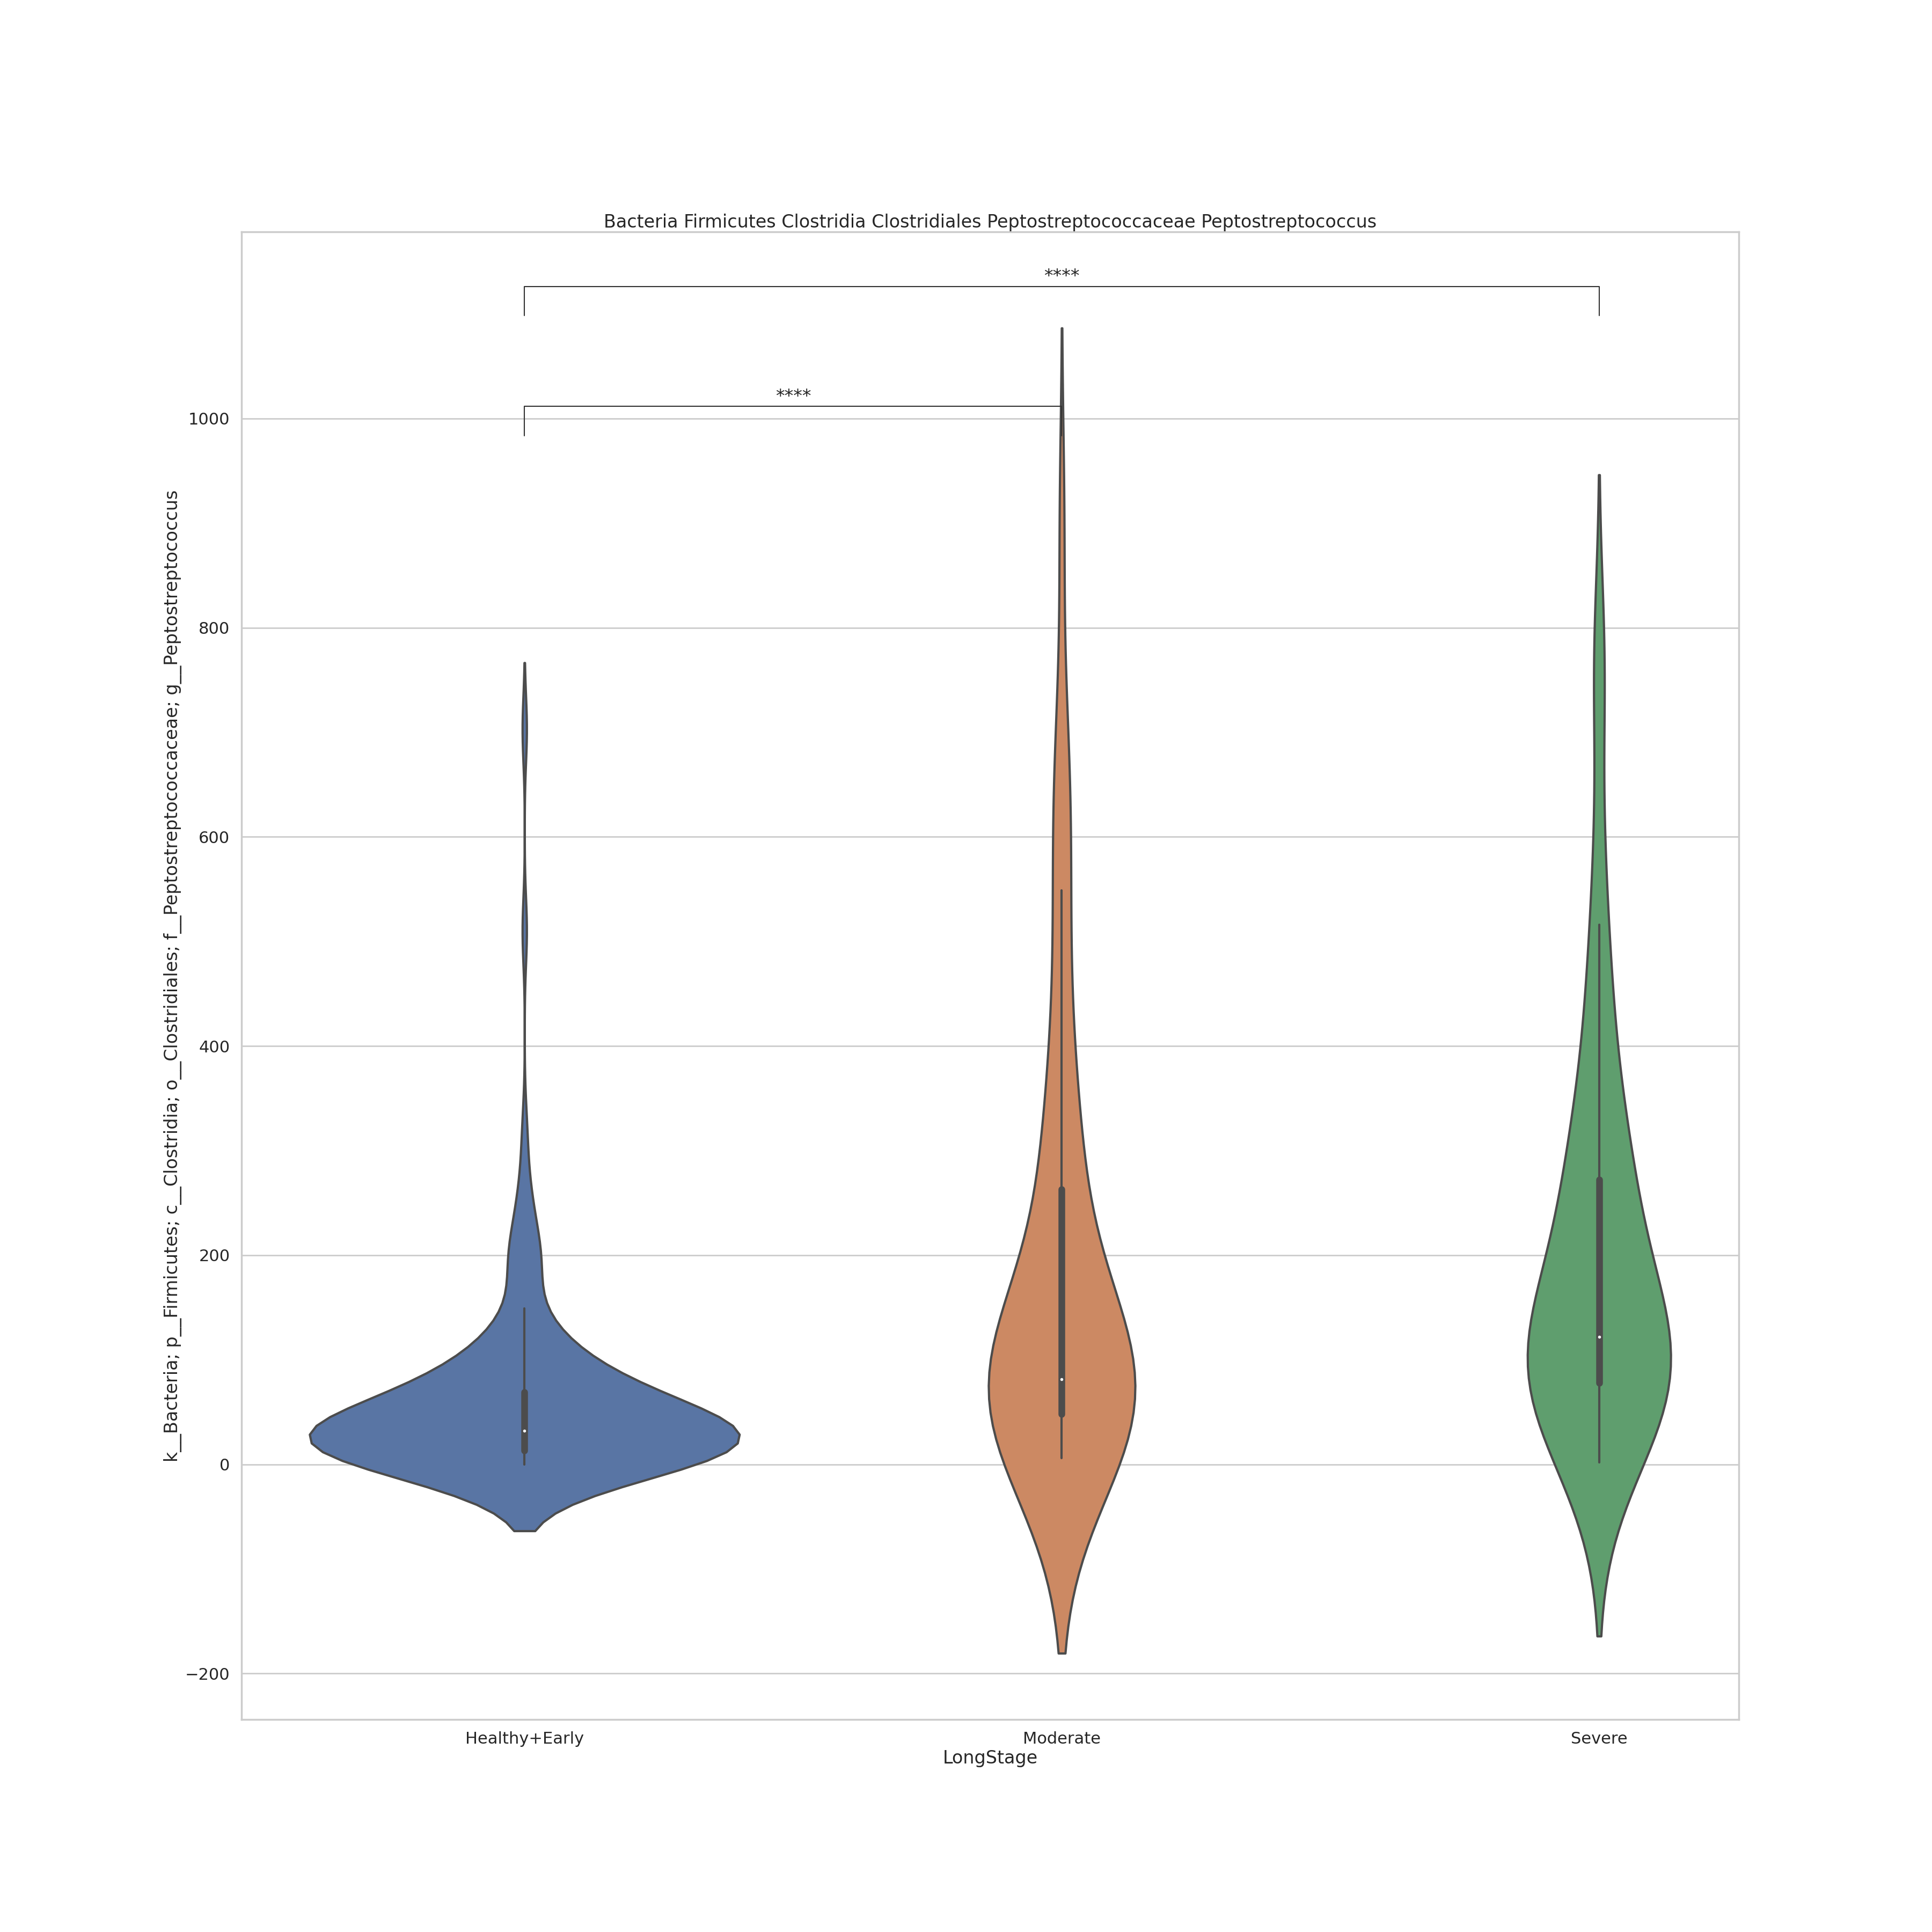 Bacteria Firmicutes Clostridia Clostridiales Peptostreptococcaceae Peptostreptococcus
****
****
k__Bacteria; p__Firmicutes; c__Clostridia; o__Clostridiales; f__Peptostreptococcaceae; g__Peptostreptococcus
1000
800
600
400
200
0
−200
Healthy+Early
Moderate
Severe
LongStage